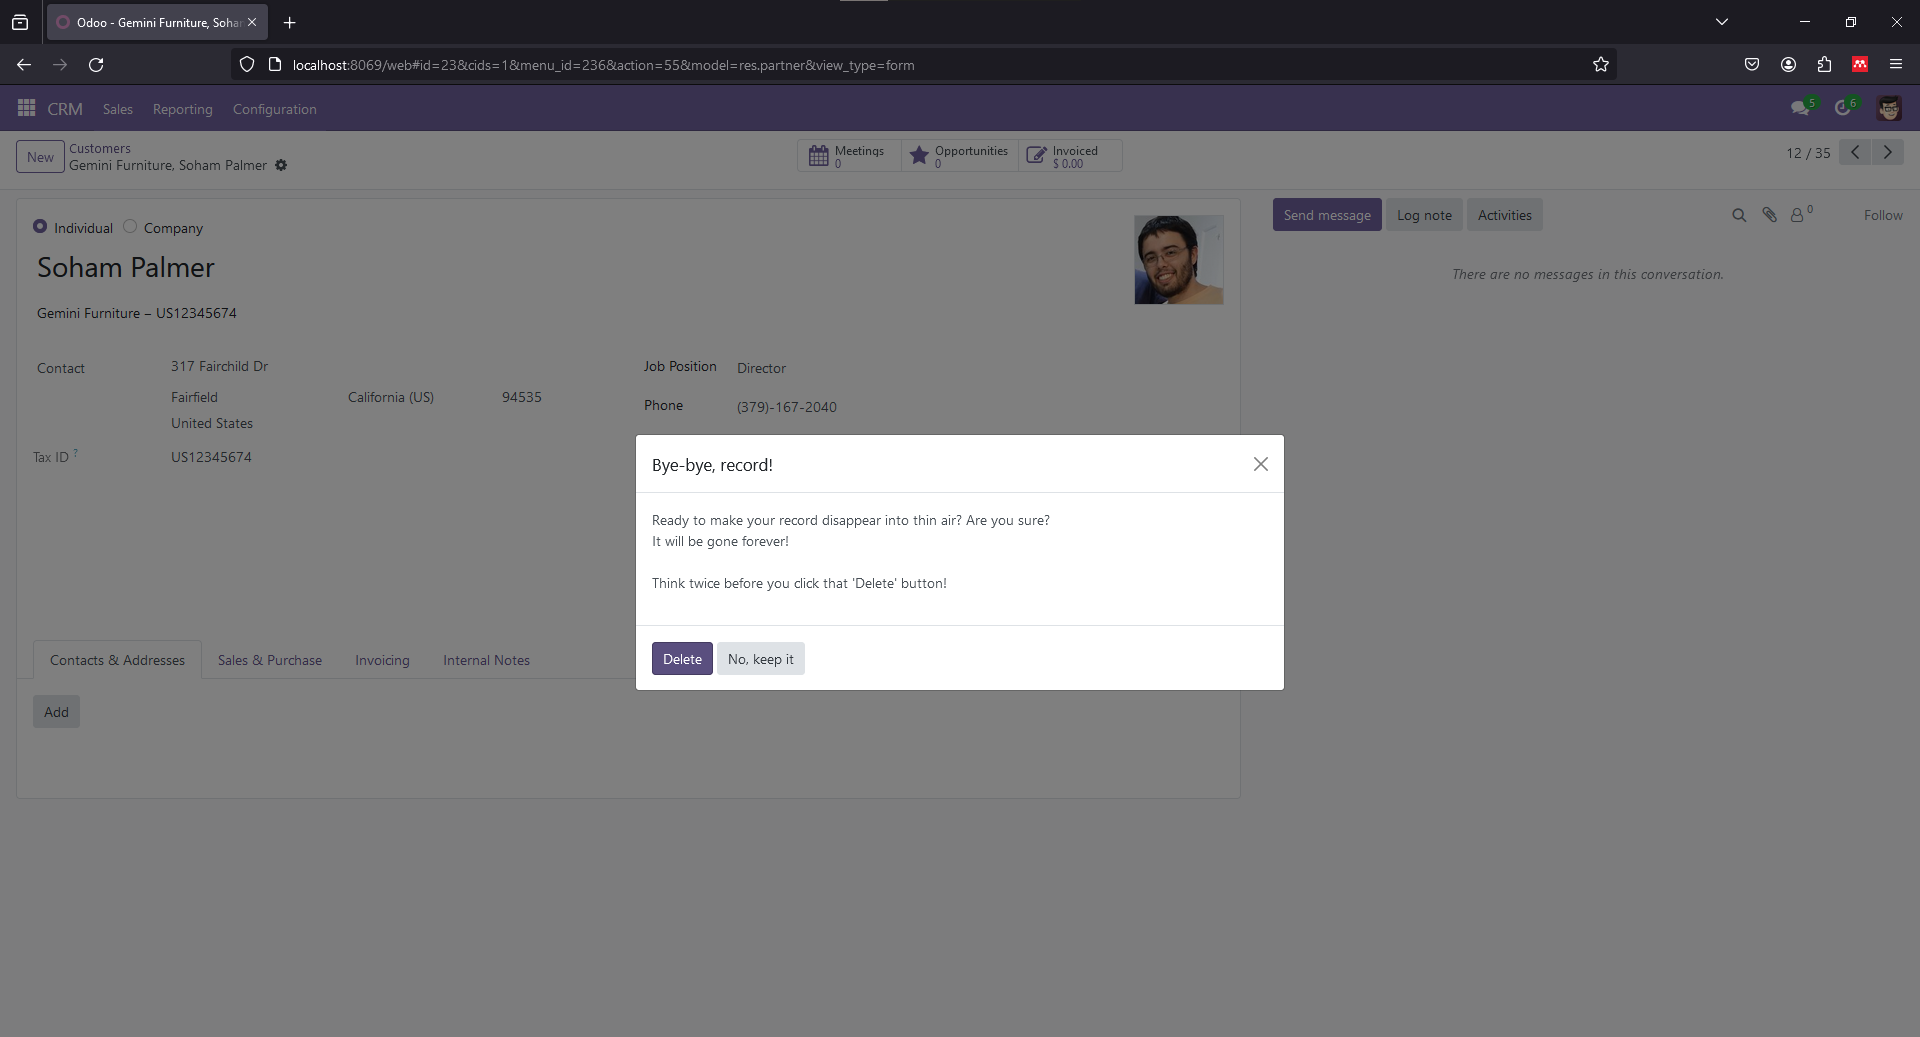 Odoo - Gemini Furniture, Sohar
localhost:8069/web#id=23&cids=1&menu_id=236&action=55&model=res.partner&view_type=form
CRM Sales Reporting Configuration 5 6
New Customers
Gemini Furniture, Soham Palmer
Meetings 0
Opportunities 0
Invoiced $ 0.00
12 / 35
Individual Company
Send message Log note Activities 0 Follow
Soham Palmer
There are no messages in this conversation.
Gemini Furniture – US12345674
Contact 317 Fairchild Dr
Fairfield California (US) 94535
United States
Tax ID ? US12345674
Job Position Director
Phone (379)-167-2040
Bye-bye, record!
Ready to make your record disappear into thin air? Are you sure?
It will be gone forever!
Think twice before you click that 'Delete' button!
Delete No, keep it
Contacts & Addresses Sales & Purchase Invoicing Internal Notes
Add